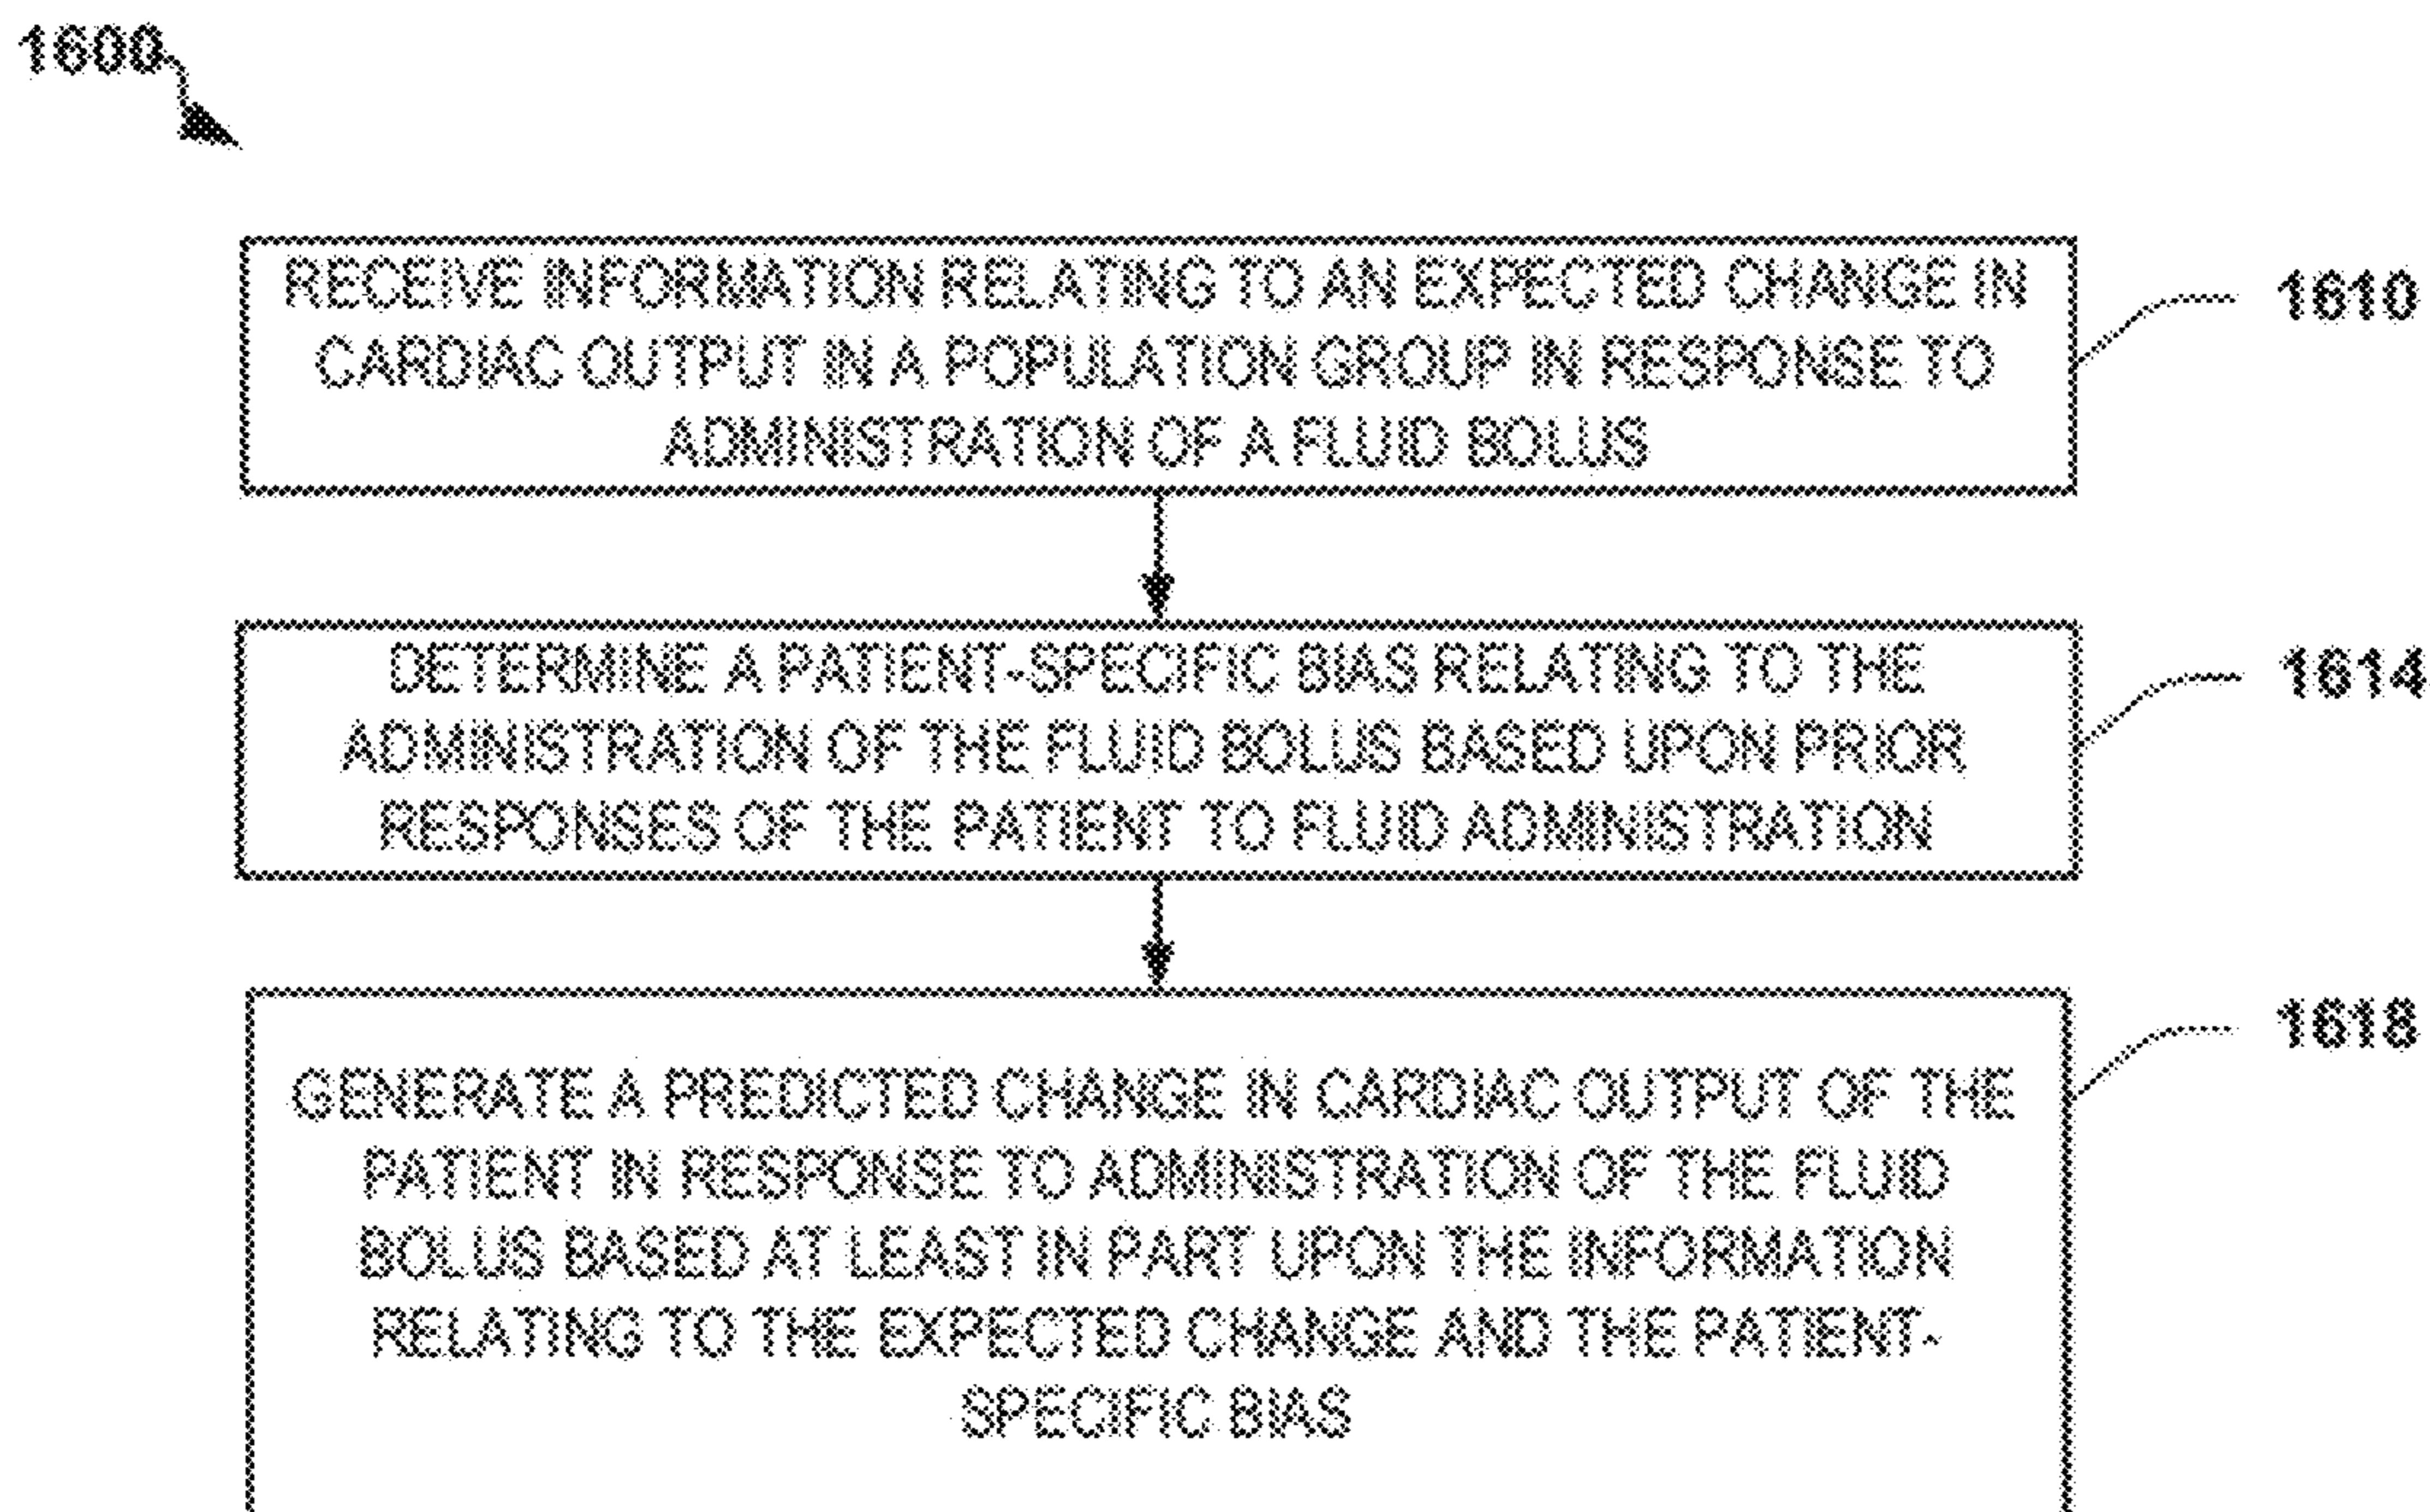 1600
RECEIVE INFORMATION RELATING TO AN EXPECTED CHANGE IN
CARDIAC OUTPUT IN A POPULATION GROUP IN RESPONSE TO
ADMINISTRATION OF A FLUID BOLUS
1610
DETERMINE A PATIENT-SPECIFIC BIAS RELATING TO THE
ADMINISTRATION OF THE FLUID BOLUS BASED UPON PRIOR
RESPONSES OF THE PATIENT TO FLUID ADMINISTRATION
1614
GENERATE A PREDICTED CHANGE IN CARDIAC OUTPUT OF THE
PATIENT IN RESPONSE TO ADMINISTRATION OF THE FLUID
BOLUS BASED AT LEAST IN PART UPON THE INFORMATION
RELATING TO THE EXPECTED CHANGE AND THE PATIENT-
SPECIFIC BIAS
1618